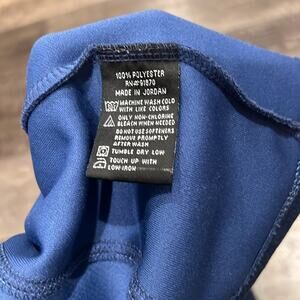 100% POLYESTER
RN# 91870
MADE IN JORDAN
MACHINE WASH COLD
WITH LIKE COLORS
ONLY NON-CHLORINE
BLEACH WHEN NEEDED
DO NOT USE SOFTENERS
REMOVE PROMPTLY
AFTER WASH
TUMBLE DRY LOW
TOUCH UP WITH
LOW IRON